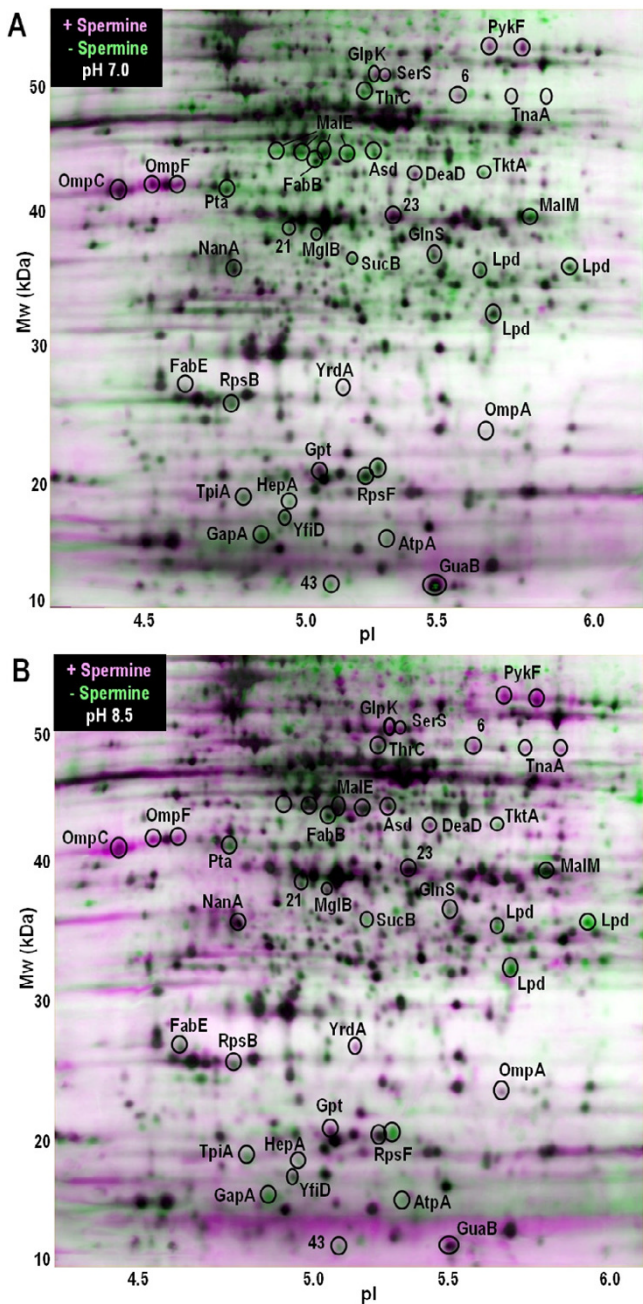 A
+ Spermine
- Spermine
pH 7.0
PykF
GlpK
SerS
6
ThrC
TnaA
MalE
OmpF
OmpC
FabB
Asd
DeaD
TktA
Pta
23
MalM
21
MglB
GlnS
NanA
SucB
Lpd
Lpd
Lpd
FabE
RpsB
YrdA
OmpA
Gpt
TpiA
HepA
RpsF
GapA
YfiD
AtpA
43
GuaB
Mw (kDa)
50
40
30
20
10
4.5
5.0
5.5
6.0
pI
B
+ Spermine
- Spermine
pH 8.5
PykF
GlpK
SerS
6
ThrC
TnaA
MalE
OmpF
OmpC
FabB
Asd
DeaD
TktA
Pta
23
MalM
21
MglB
GlnS
NanA
SucB
Lpd
Lpd
Lpd
FabE
RpsB
YrdA
OmpA
Gpt
TpiA
HepA
RpsF
GapA
YfiD
AtpA
43
GuaB
Mw (kDa)
50
40
30
20
10
4.5
5.0
5.5
6.0
pI